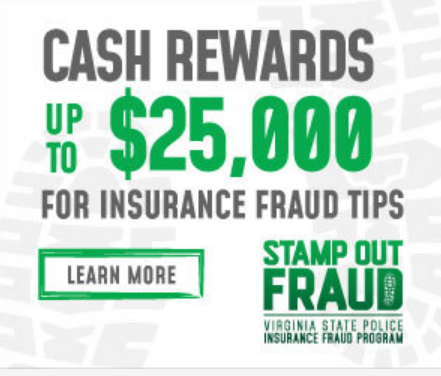 CASH REWARDS
UP TO $25,000
FOR INSURANCE FRAUD TIPS
LEARN MORE
STAMP OUT
FRAUD
VIRGINIA STATE POLICE
INSURANCE FRAUD PROGRAM